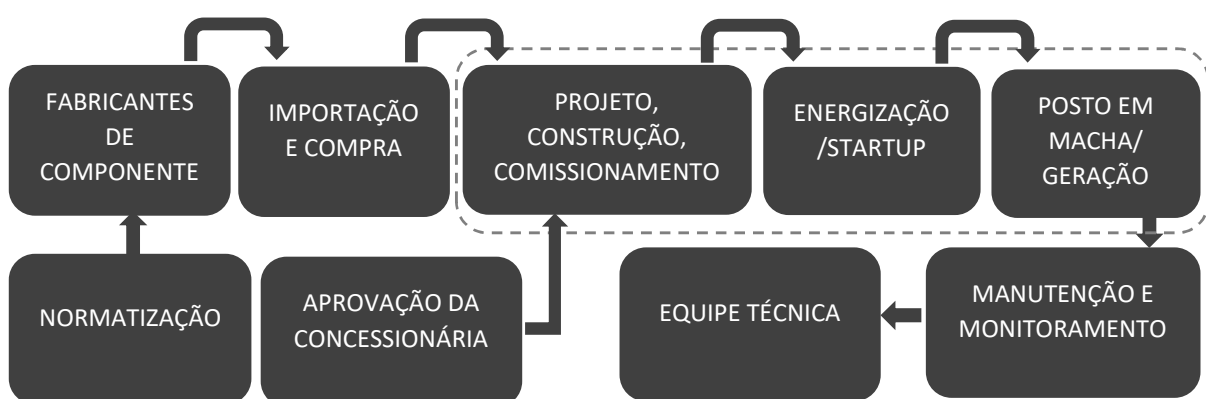 FABRICANTES
DE
COMPONENTE
IMPORTAÇÃO
E COMPRA
PROJETO,
CONSTRUÇÃO,
COMISSIONAMENTO
ENERGIZAÇÃO
/STARTUP
POSTO EM
MACHA/
GERAÇÃO
NORMATIZAÇÃO
APROVAÇÃO DA
CONCESSIONÁRIA
EQUIPE TÉCNICA
MANUTENÇÃO E
MONITORAMENTO